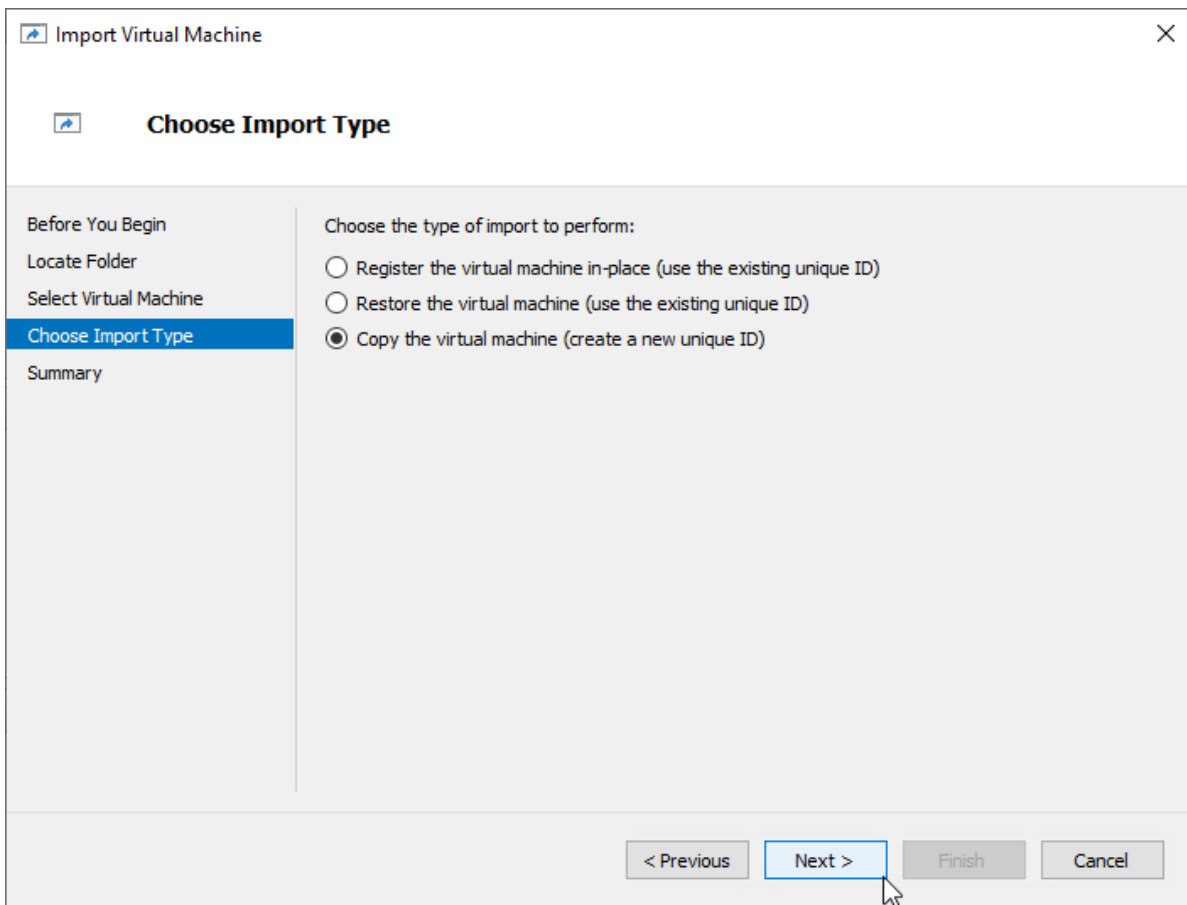 Import Virtual Machine
Choose Import Type
Before You Begin
Locate Folder
Select Virtual Machine
Choose Import Type
Summary
Choose the type of import to perform:
Register the virtual machine in-place (use the existing unique ID)
Restore the virtual machine (use the existing unique ID)
Copy the virtual machine (create a new unique ID)
< Previous
Next >
Finish
Cancel